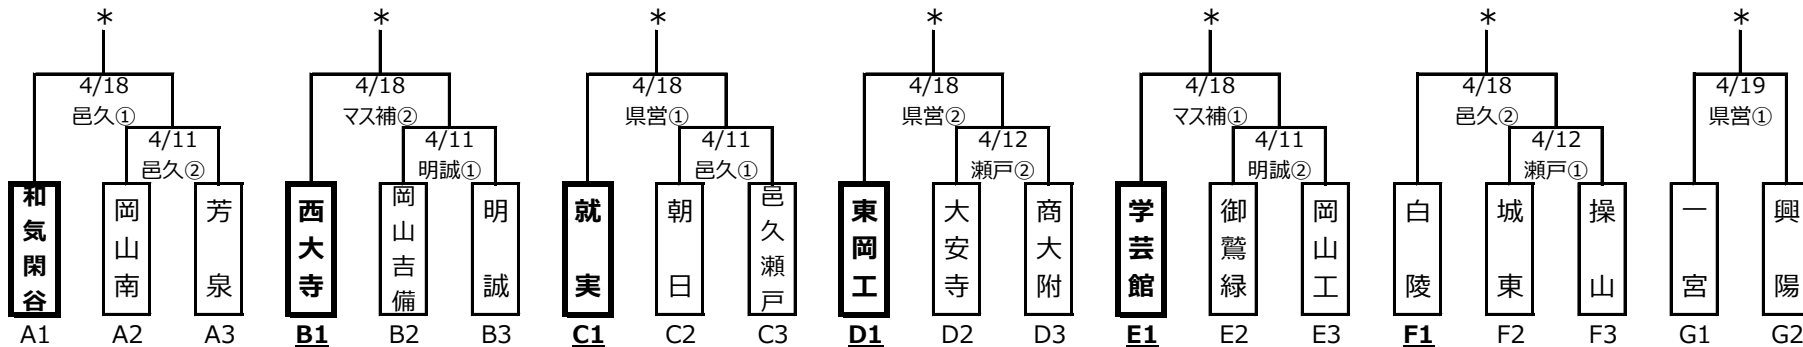 * * * * * * *
4/18 4/18 4/18 4/18 4/18 4/18 4/19
邑久① マス補② 県営① 県営② マス補① 邑久② 県営①
4/11 4/11 4/11 4/12 4/11 4/12
邑久② 明誠① 邑久① 瀬戸② 明誠② 瀬戸①
和気閑谷 岡山南 芳泉 西大寺 岡山吉備 明誠 就実 朝日 邑久瀬戸 東岡工 大安寺 商大附 学芸館 御鷲緑 岡山工 白陵 城東 操山 一宮 興陽
A1 A2 A3 B1 B2 B3 C1 C2 C3 D1 D2 D3 E1 E2 E3 F1 F2 F3 G1 G2